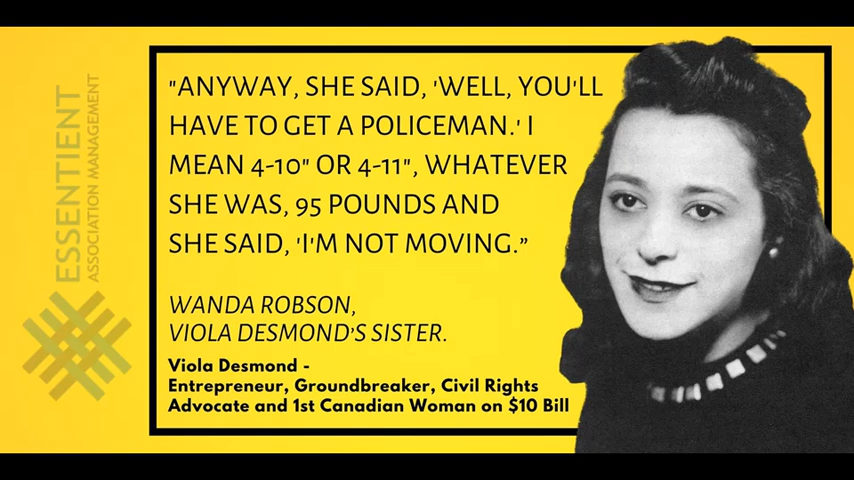 ESSENTIENT
ASSOCIATION MANAGEMENT
"ANYWAY, SHE SAID, 'WELL, YOU'LL
HAVE TO GET A POLICEMAN.' I
MEAN 4-10" OR 4-11", WHATEVER
SHE WAS, 95 POUNDS AND
SHE SAID, 'I'M NOT MOVING.”
WANDA ROBSON,
VIOLA DESMOND’S SISTER.
Viola Desmond -
Entrepreneur, Groundbreaker, Civil Rights
Advocate and 1st Canadian Woman on $10 Bill